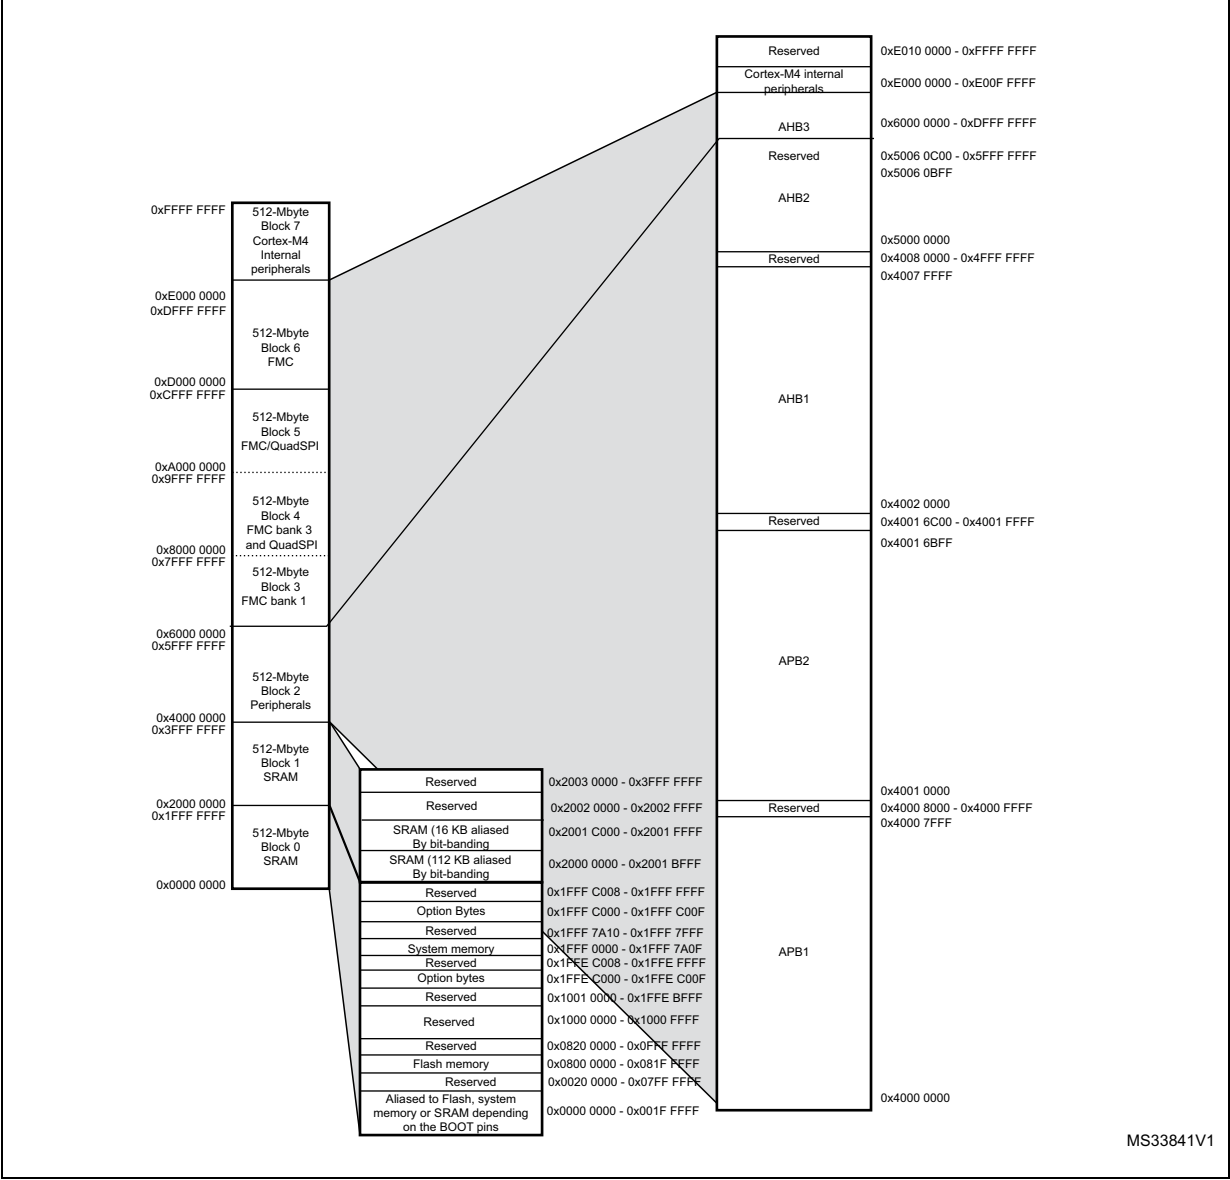 0xFFFF FFFF
512-Mbyte
Block 7
Cortex-M4
Internal
peripherals
0xE000 0000
0xDFFF FFFF
512-Mbyte
Block 6
FMC
0xD000 0000
0xCFFF FFFF
512-Mbyte
Block 5
FMC/QuadSPI
0xA000 0000
0x9FFF FFFF
512-Mbyte
Block 4
FMC bank 3
and QuadSPI
0x8000 0000
0x7FFF FFFF
512-Mbyte
Block 3
FMC bank 1
0x6000 0000
0x5FFF FFFF
512-Mbyte
Block 2
Peripherals
0x4000 0000
0x3FFF FFFF
512-Mbyte
Block 1
SRAM
0x2000 0000
0x1FFF FFFF
512-Mbyte
Block 0
SRAM
0x0000 0000
Reserved 0x2003 0000 - 0x3FFF FFFF
Reserved 0x2002 0000 - 0x2002 FFFF
SRAM (16 KB aliased
By bit-banding
0x2001 C000 - 0x2001 FFFF
SRAM (112 KB aliased
By bit-banding
0x2000 0000 - 0x2001 BFFF
Reserved 0x1FFF C008 - 0x1FFF FFFF
Option Bytes 0x1FFF C000 - 0x1FFF C00F
Reserved 0x1FFF 7A10 - 0x1FFF 7FFF
System memory 0x1FFF 0000 - 0x1FFF 7A0F
Reserved 0x1FFE C008 - 0x1FFE FFFF
Option bytes 0x1FFE C000 - 0x1FFE C00F
Reserved 0x1001 0000 - 0x1FFE BFFF
Reserved 0x1000 0000 - 0x1000 FFFF
Reserved 0x0820 0000 - 0x0FFF FFFF
Flash memory 0x0800 0000 - 0x081F FFFF
Reserved 0x0020 0000 - 0x07FF FFFF
Aliased to Flash, system
memory or SRAM depending
on the BOOT pins
0x0000 0000 - 0x001F FFFF
Reserved 0xE010 0000 - 0xFFFF FFFF
Cortex-M4 internal
peripherals
0xE000 0000 - 0xE00F FFFF
AHB3 0x6000 0000 - 0xDFFF FFFF
Reserved 0x5006 0C00 - 0x5FFF FFFF
0x5006 0BFF
AHB2
0x5000 0000
Reserved 0x4008 0000 - 0x4FFF FFFF
0x4007 FFFF
AHB1
0x4002 0000
Reserved 0x4001 6C00 - 0x4001 FFFF
0x4001 6BFF
APB2
0x4001 0000
Reserved 0x4000 8000 - 0x4000 FFFF
0x4000 7FFF
APB1
0x4000 0000
MS33841V1